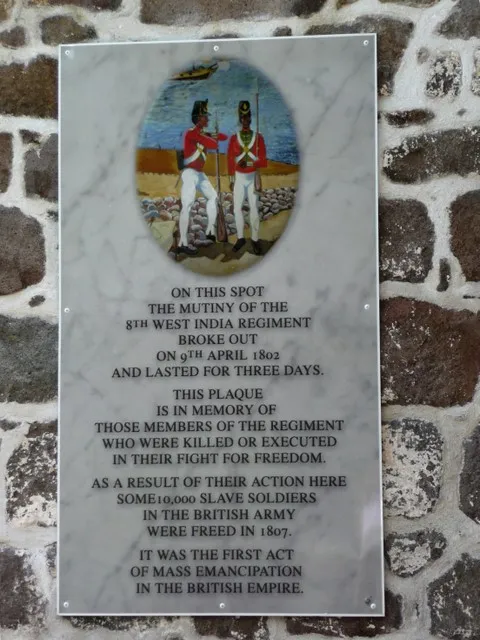 ON THIS SPOT
THE MUTINY OF THE
8TH WEST INDIA REGIMENT
BROKE OUT
ON 9TH APRIL 1802
AND LASTED FOR THREE DAYS.
THIS PLAQUE
IS IN MEMORY OF
THOSE MEMBERS OF THE REGIMENT
WHO WERE KILLED OR EXECUTED
IN THEIR FIGHT FOR FREEDOM.
AS A RESULT OF THEIR ACTION HERE
SOME10,000 SLAVE SOLDIERS
IN THE BRITISH ARMY
WERE FREED IN 1807.
IT WAS THE FIRST ACT
OF MASS EMANCIPATION
IN THE BRITISH EMPIRE.